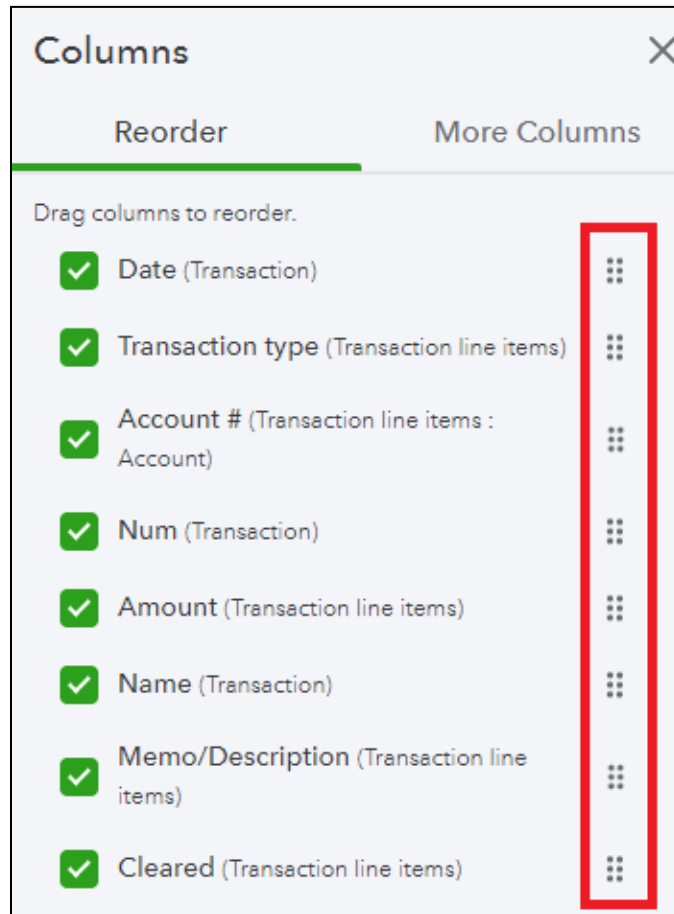 Columns
Reorder
More Columns
Drag columns to reorder.
Date (Transaction)
Transaction type (Transaction line items)
Account # (Transaction line items :
Account)
Num (Transaction)
Amount (Transaction line items)
Name (Transaction)
Memo/Description (Transaction line
items)
Cleared (Transaction line items)